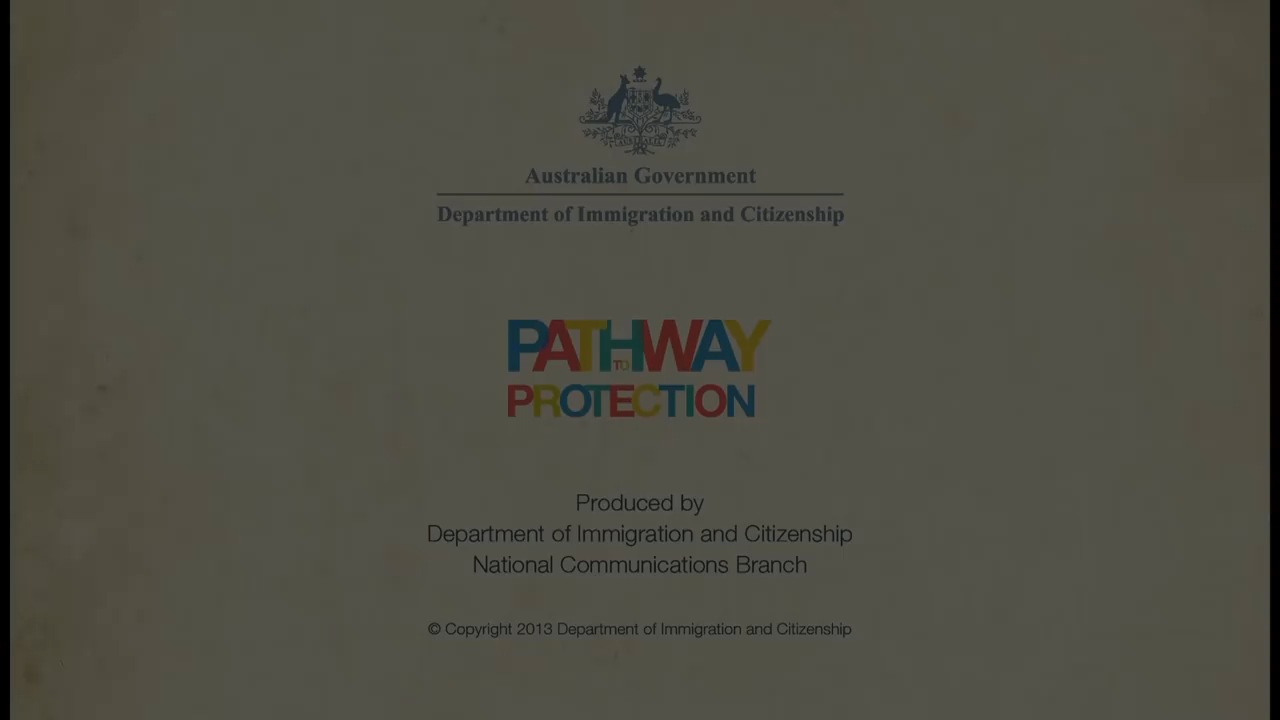 Australian Government
Department of Immigration and Citizenship
PATHWAY
TO
PROTECTION
Produced by
Department of Immigration and Citizenship
National Communications Branch
© Copyright 2013 Department of Immigration and Citizenship